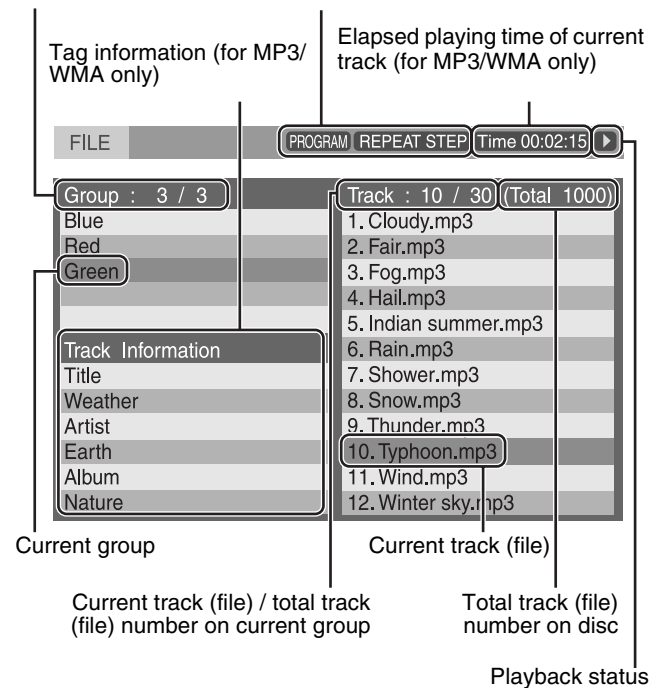 Tag information (for MP3/
WMA only)
Elapsed playing time of current
track (for MP3/WMA only)
FILE
PROGRAM REPEAT STEP Time 00:02:15
Group : 3 / 3
Blue
Red
Green
Track Information
Title
Weather
Artist
Earth
Album
Nature
Track : 10 / 30 (Total 1000)
1. Cloudy.mp3
2. Fair.mp3
3. Fog.mp3
4. Hail.mp3
5. Indian summer.mp3
6. Rain.mp3
7. Shower.mp3
8. Snow.mp3
9. Thunder.mp3
10. Typhoon.mp3
11. Wind.mp3
12. Winter sky.mp3
Current group
Current track (file)
Current track (file) / total track
(file) number on current group
Total track (file)
number on disc
Playback status